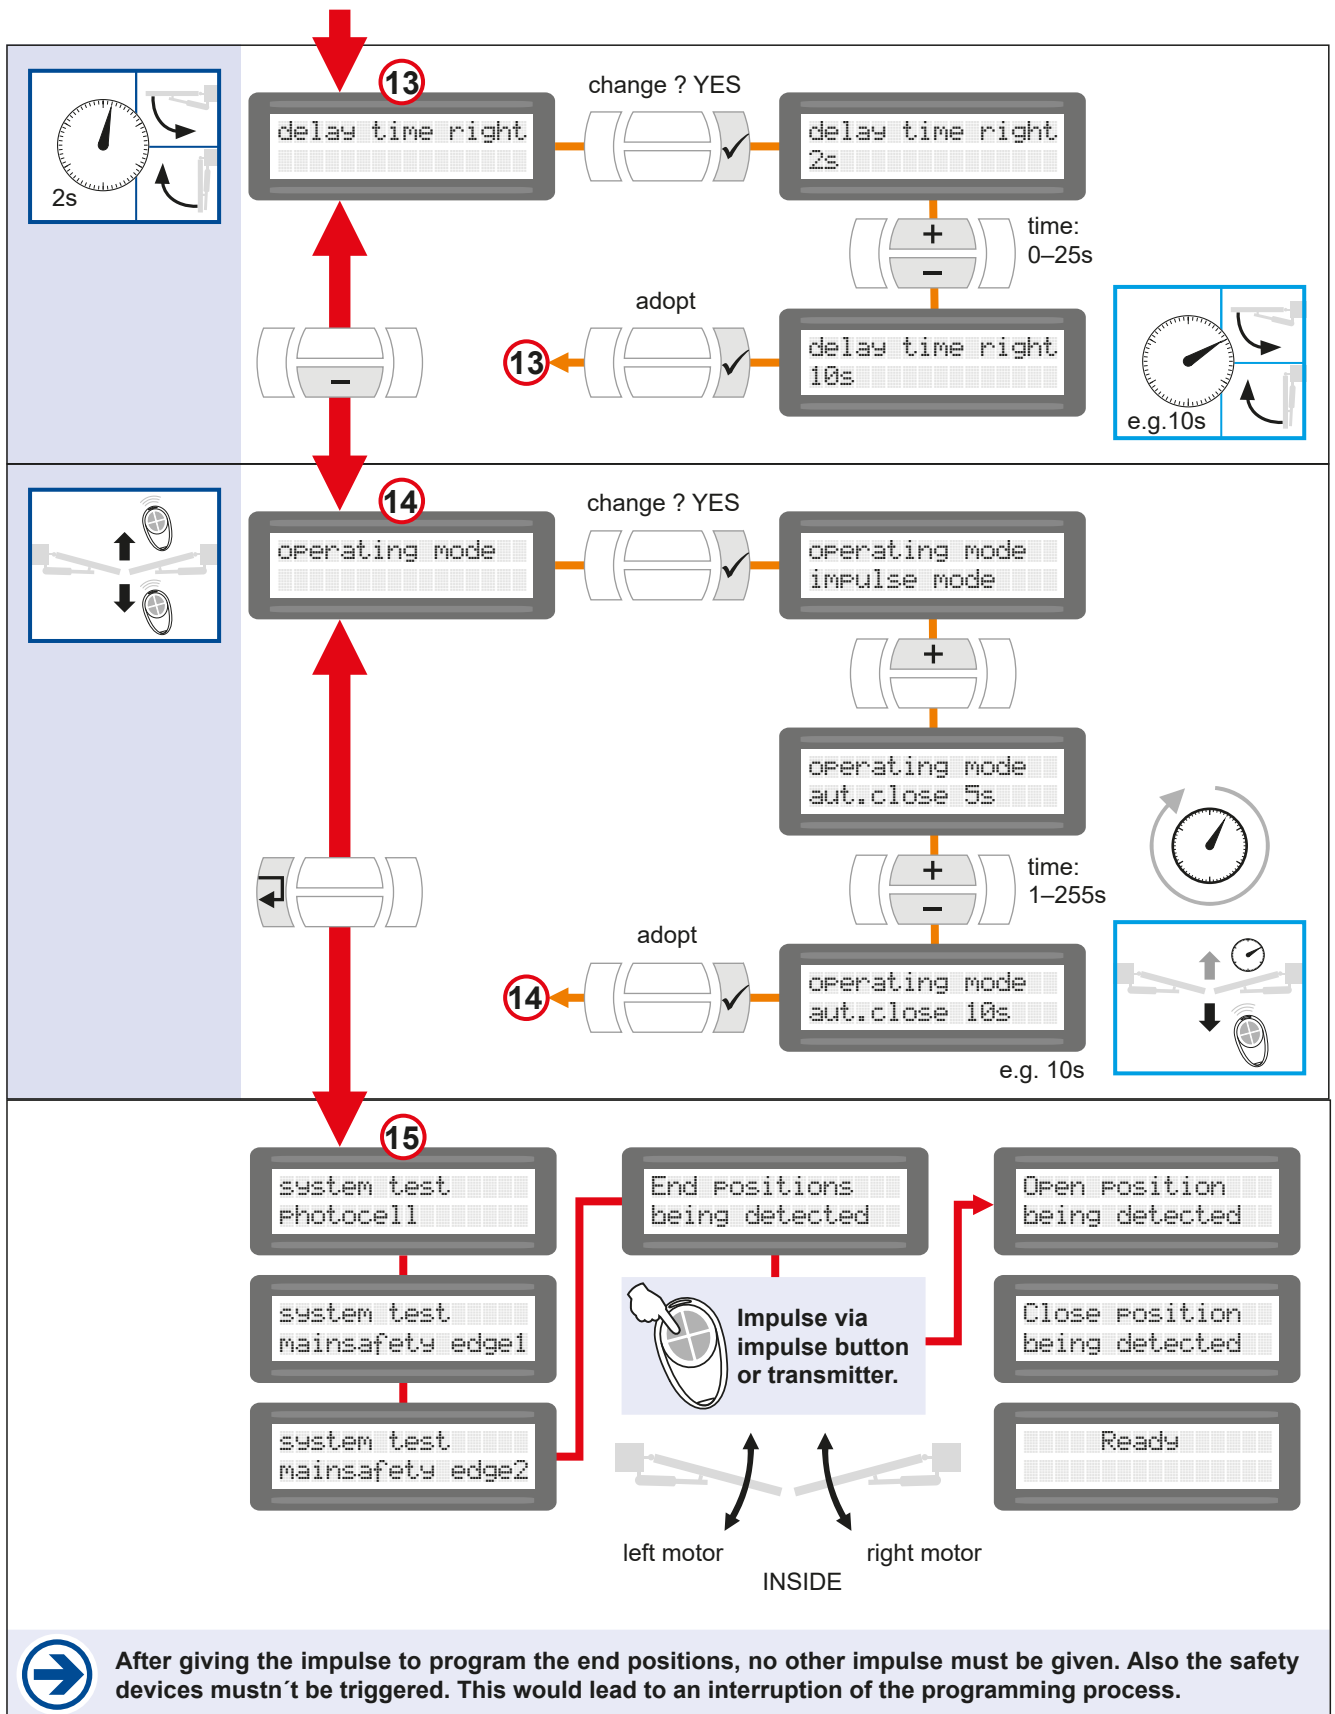 13
change ? YES
delay time right
delay time right
2s
2s
+
−
time:
0–25s
adopt
−
13
delay time right
10s
e.g.10s
14
change ? YES
operating mode
operating mode
impulse mode
+
operating mode
aut.close 5s
+
−
time:
1–255s
adopt
14
operating mode
aut.close 10s
e.g. 10s
15
system test
photocell
system test
mainsafety edge1
system test
mainsafety edge2
End positions
being detected
Impulse via
impulse button
or transmitter.
left motor
right motor
INSIDE
Open position
being detected
Close position
being detected
Ready
After giving the impulse to program the end positions, no other impulse must be given. Also the safety
devices mustn´t be triggered. This would lead to an interruption of the programming process.